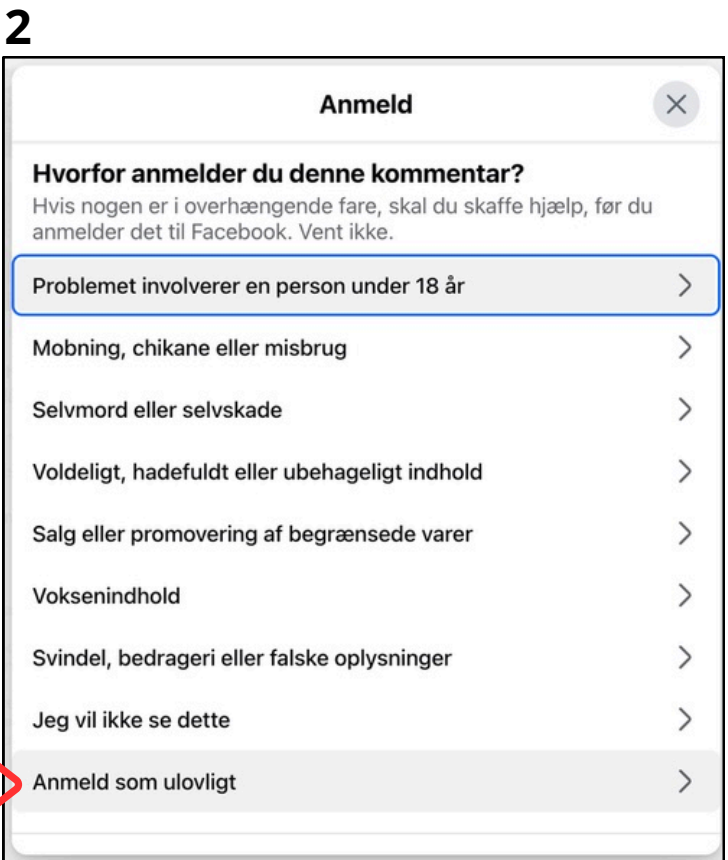 2
Anmeld
Hvorfor anmelder du denne kommentar?
Hvis nogen er i overhængende fare, skal du skaffe hjælp, før du
anmelder det til Facebook. Vent ikke.
Problemet involverer en person under 18 år
Mobning, chikane eller misbrug
Selvmord eller selvskade
Voldeligt, hadefuldt eller ubehageligt indhold
Salg eller promovering af begrænsede varer
Voksenindhold
Svindel, bedrageri eller falske oplysninger
Jeg vil ikke se dette
Anmeld som ulovligt